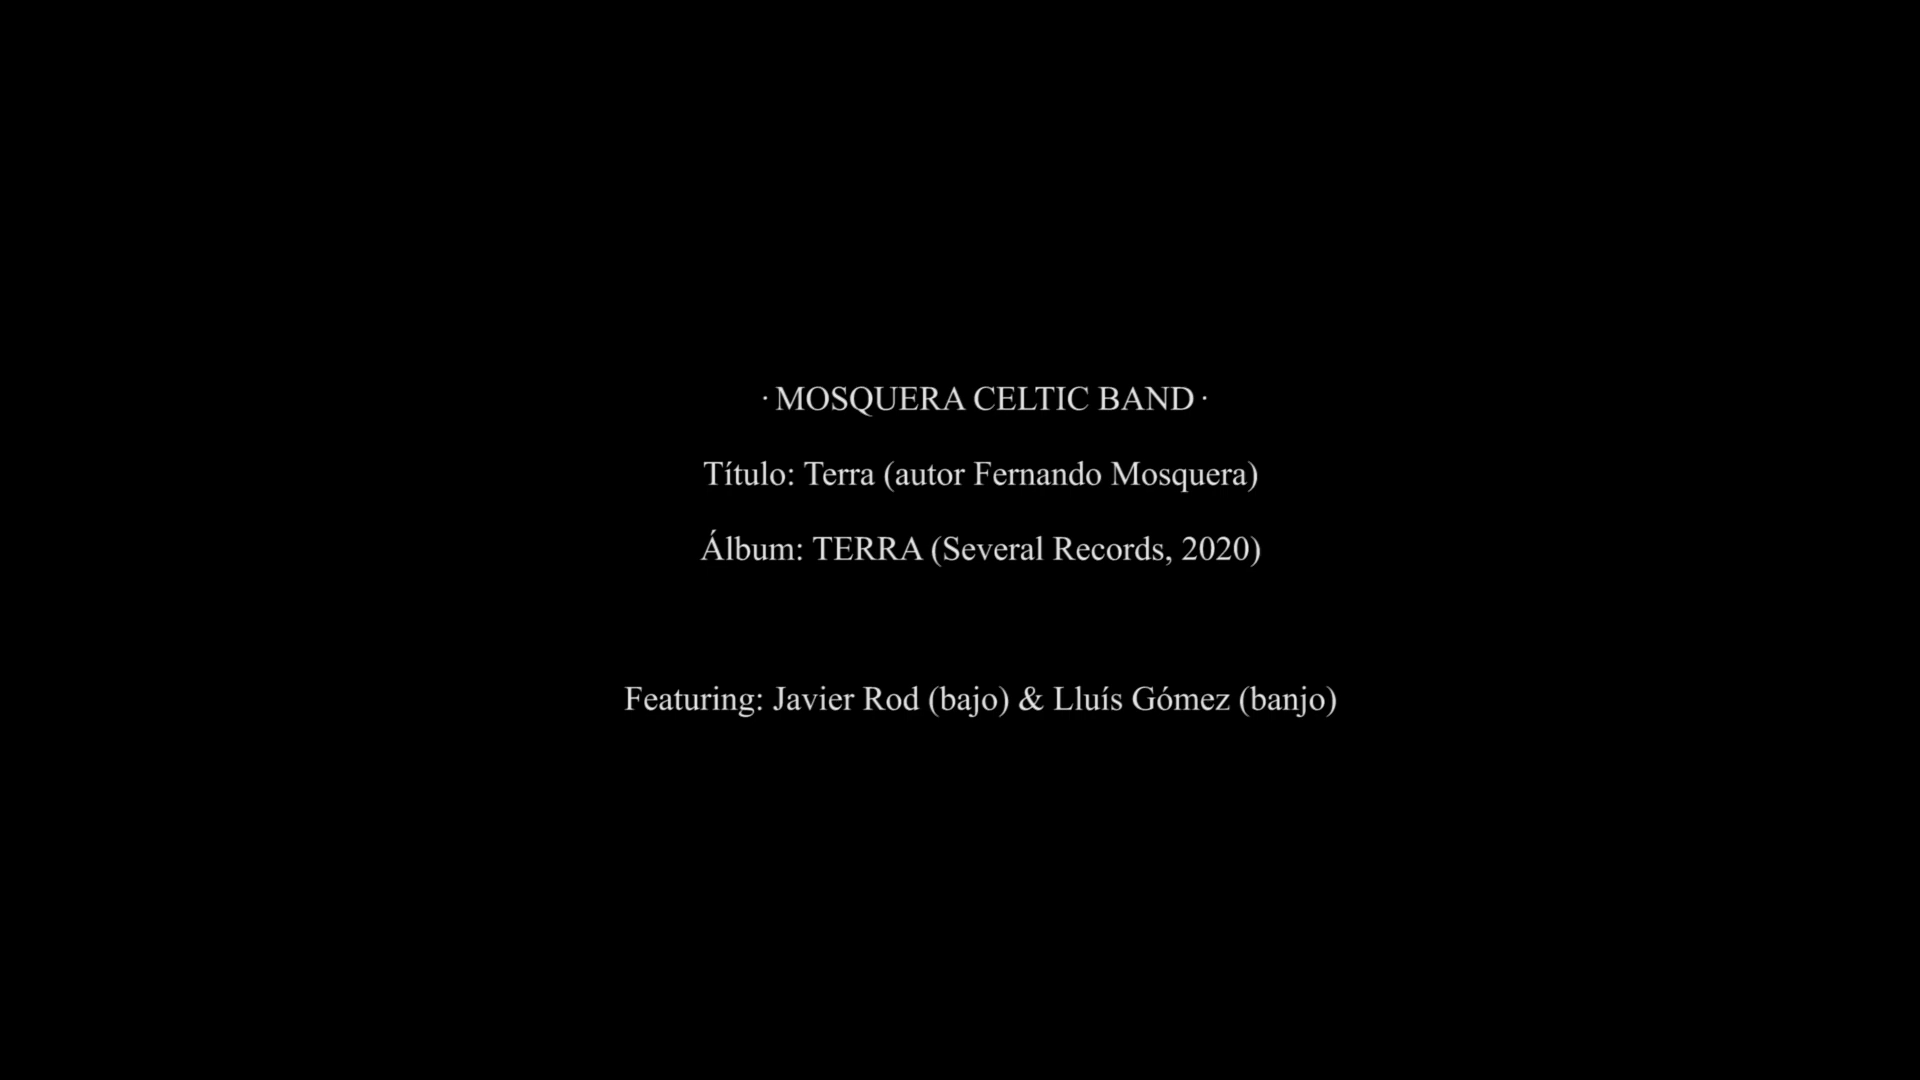 · MOSQUERA CELTIC BAND ·
Título: Terra (autor Fernando Mosquera)
Álbum: TERRA (Several Records, 2020)
Featuring: Javier Rod (bajo) & Lluís Gómez (banjo)